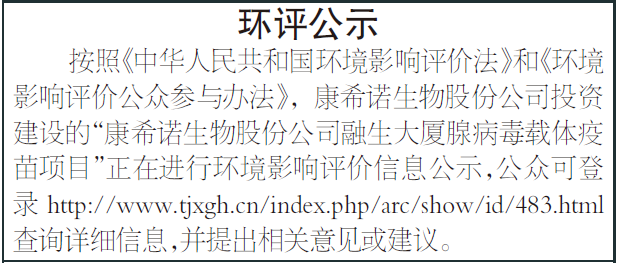 环评公示
按照《中华人民共和国环境影响评价法》和《环境
影响评价公众参与办法》，康希诺生物股份公司投资
建设的“康希诺生物股份公司融生大厦腺病毒载体疫
苗项目”正在进行环境影响评价信息公示，公众可登
录 http://www.tjxgh.cn/index.php/arc/show/id/483.html
查询详细信息，并提出相关意见或建议。